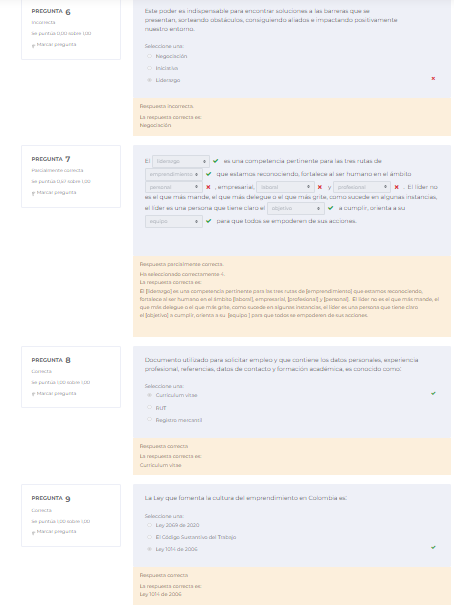 PREGUNTA 6
Incorrecta
Se puntúa 0,00 sobre 1,00
Marcar pregunta
Este poder es indispensable para encontrar soluciones a las barreras que se
presentan, sorteando obstáculos, consiguiendo aliados e impactando positivamente
nuestro entorno.
Seleccione una:
Negociación
Iniciativa
Liderazgo
Respuesta incorrecta.
La respuesta correcta es:
Negociación
PREGUNTA 7
Parcialmente correcta
Se puntúa sobre 1,00
Marcar pregunta
El liderazgo es una competencia pertinente para las tres rutas de
emprendimiento que estamos reconociendo, fortalece al ser humano en el ámbito
personal , empresarial, laboral y profesional . El líder no
es el que más mande, el que más delegue o el que más grite, como sucede en algunas instancias,
el líder es una persona que tiene claro el objetivo a cumplir, orienta a su
equipo para que todos se empoderen de sus acciones.
Respuesta parcialmente correcta.
Ha seleccionado correctamente 4.
La respuesta correcta es:
El [liderazgo] es una competencia pertinente para las tres rutas de [emprendimiento] que estamos reconociendo,
fortalece al ser humano en el ámbito [laboral], empresarial, [profesional] y [personal]. El líder no es el que más mande, el
que más delegue o el que más grite, como sucede en algunas instancias, el líder es una persona que tiene claro
el [objetivo] a cumplir, orienta a su [equipo ] para que todos se empoderen de sus acciones.
PREGUNTA 8
Correcta
Se puntúa 1,00 sobre 1,00
Marcar pregunta
Documento utilizado para solicitar empleo y que contiene los datos personales, experiencia
profesional, referencias, datos de contacto y formación académica, es conocido como:
Seleccione una:
Curriculum vitae
RUT
Registro mercantil
Respuesta correcta
La respuesta correcta es:
Curriculum vitae
PREGUNTA 9
Correcta
Se puntúa 1,00 sobre 1,00
Marcar pregunta
La Ley que fomenta la cultura del emprendimiento en Colombia es:
Seleccione una:
Ley 2069 de 2020
El Código Sustantivo del Trabajo
Ley 1014 de 2006
Respuesta correcta
La respuesta correcta es:
Ley 1014 de 2006